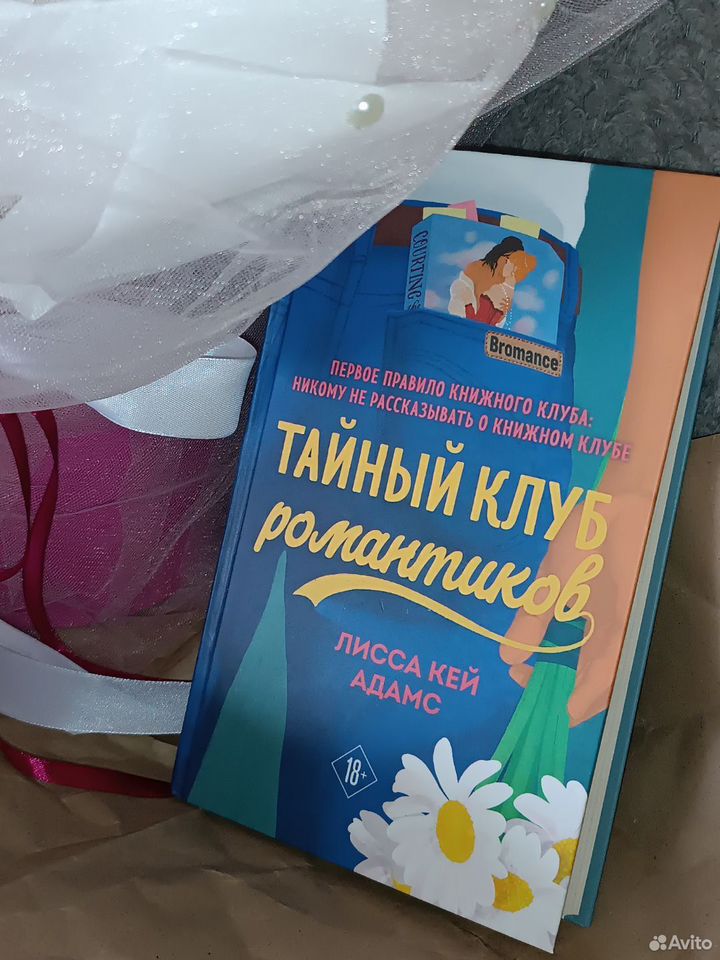 COURTING
Bromance
ПЕРВОЕ ПРАВИЛО КНИЖНОГО КЛУБА:
НИКОМУ НЕ РАССКАЗЫВАТЬ О КНИЖНОМ КЛУБЕ
ТАЙНЫЙ КЛУБ
романтиков
ЛИССА КЕЙ
АДАМС
18+
Avito